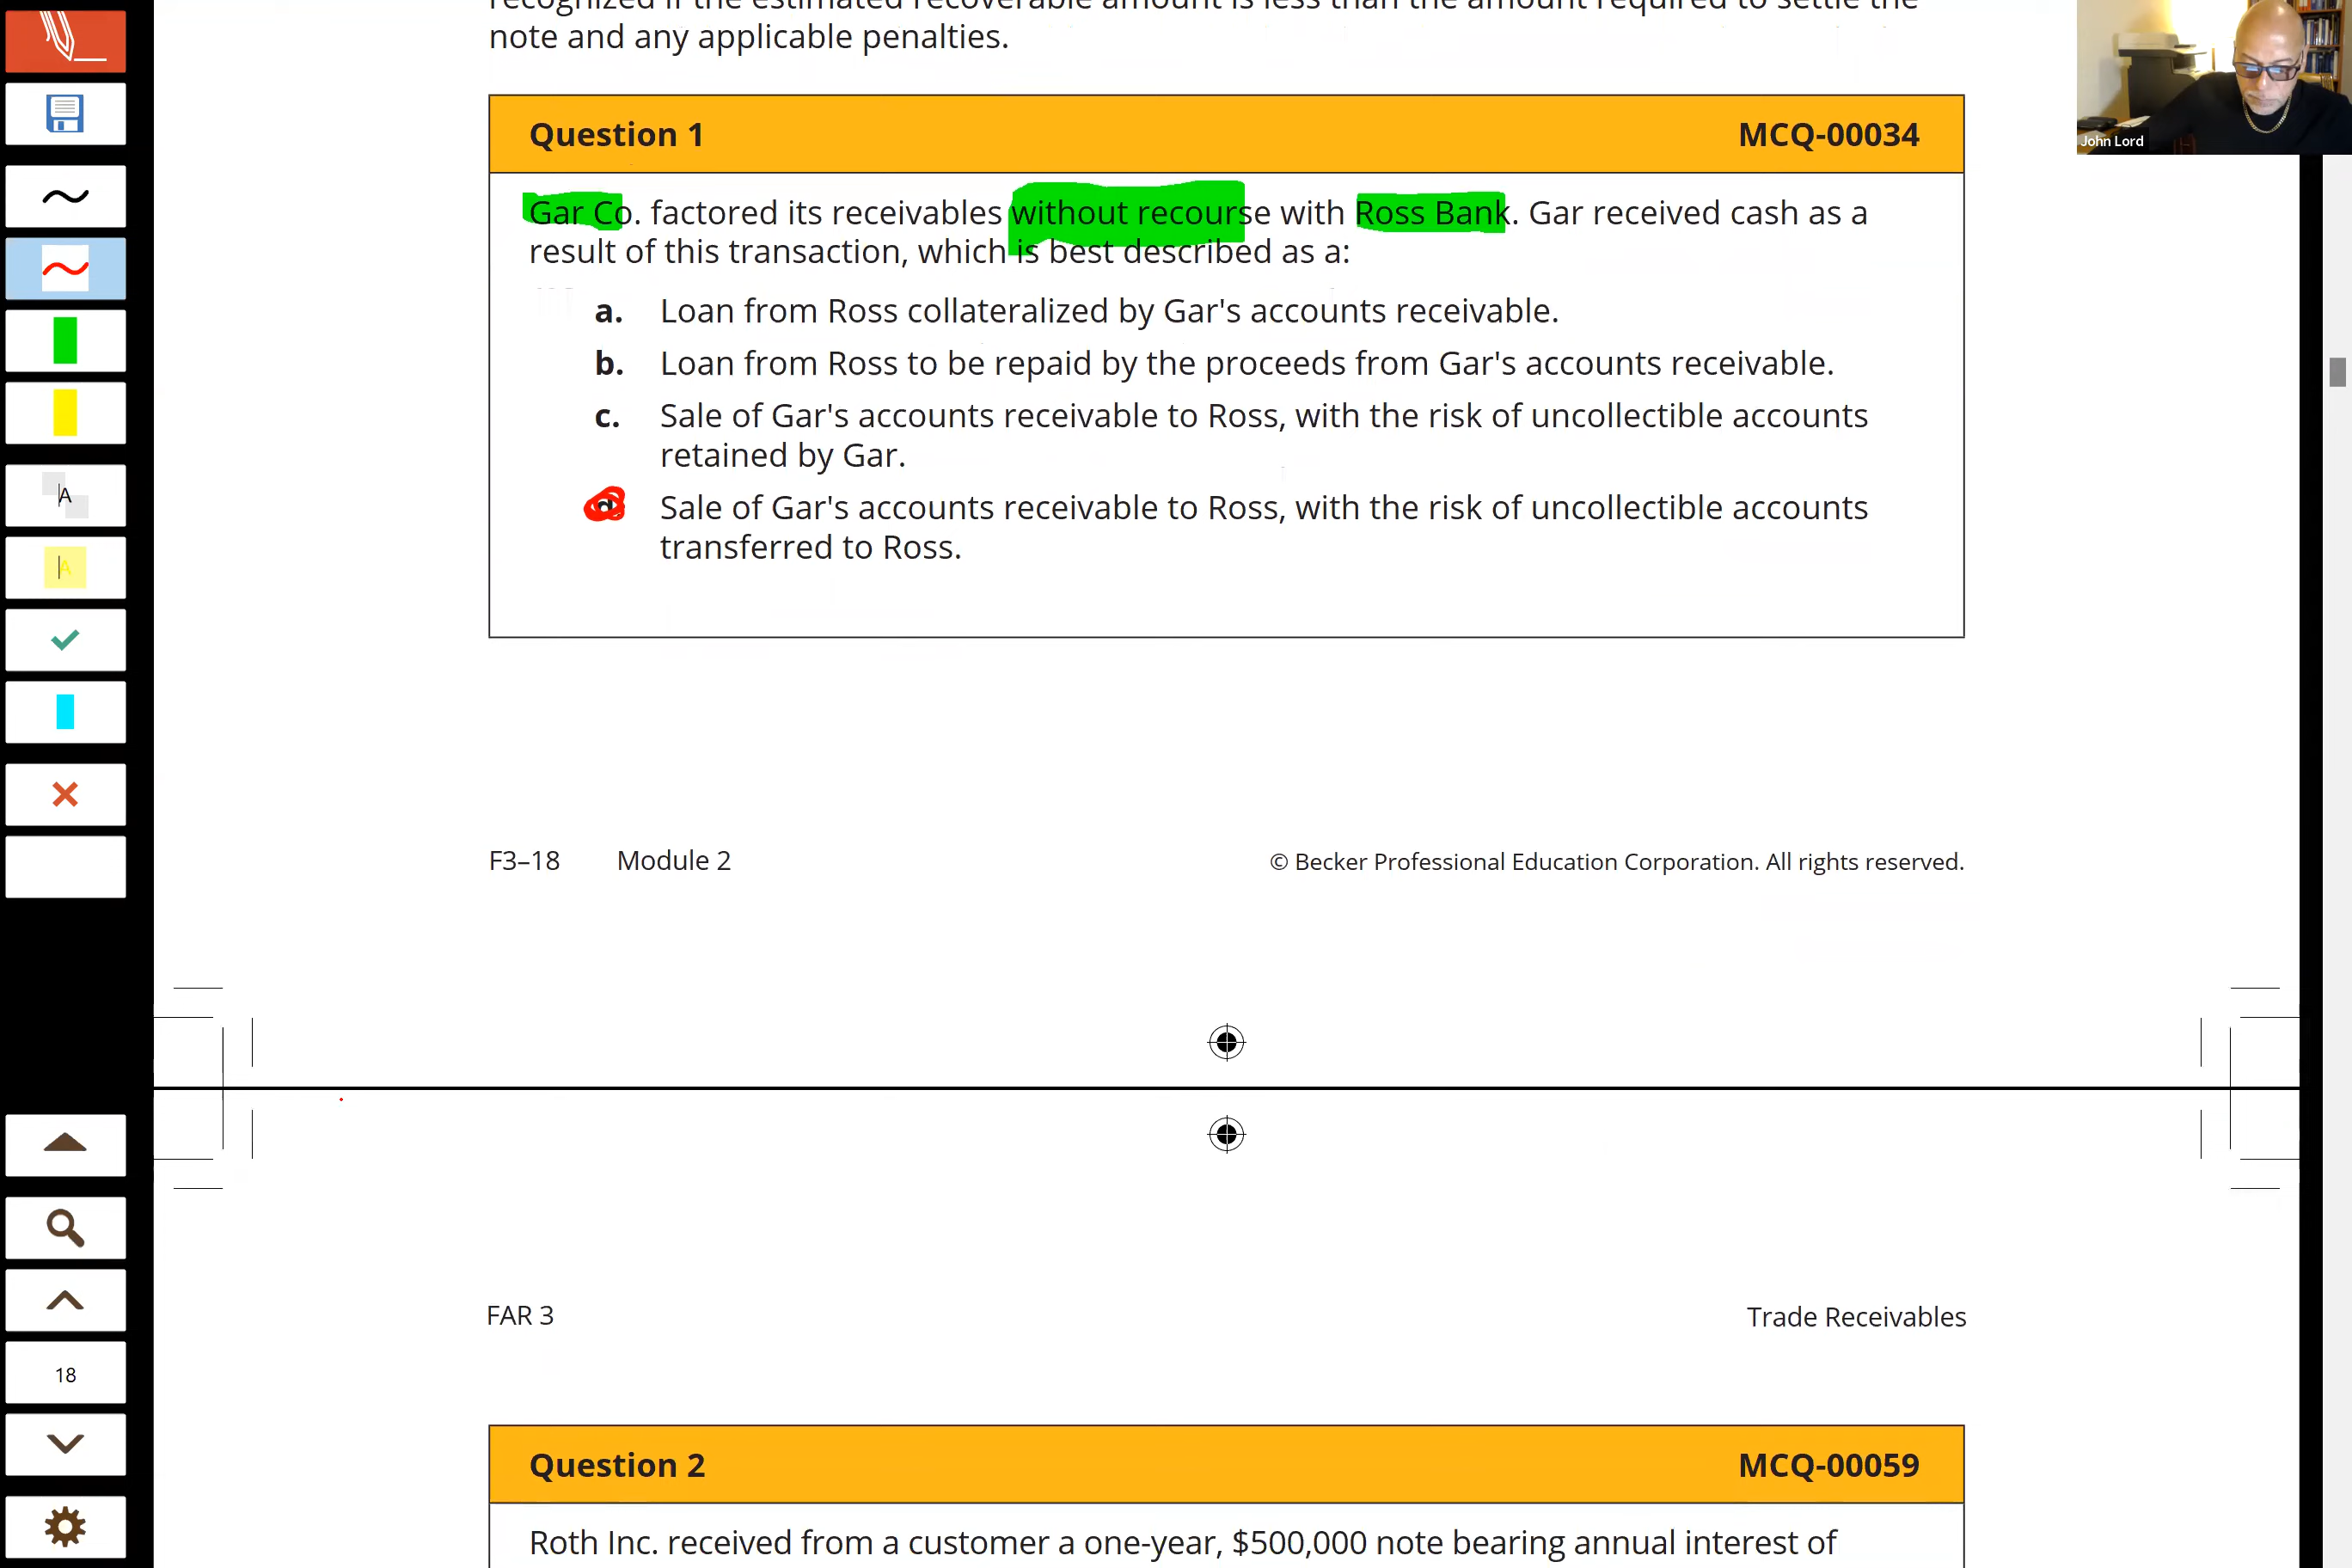 recognized if the estimated recoverable amount is less than the amount required to settle the
note and any applicable penalties.
John Lord
Question 1 MCQ-00034
Gar Co. factored its receivables without recourse with Ross Bank. Gar received cash as a
result of this transaction, which is best described as a:
a. Loan from Ross collateralized by Gar's accounts receivable.
b. Loan from Ross to be repaid by the proceeds from Gar's accounts receivable.
c. Sale of Gar's accounts receivable to Ross, with the risk of uncollectible accounts
retained by Gar.
d. Sale of Gar's accounts receivable to Ross, with the risk of uncollectible accounts
transferred to Ross.
A
A
F3–18 Module 2 © Becker Professional Education Corporation. All rights reserved.
FAR 3 Trade Receivables
18
Question 2 MCQ-00059
Roth Inc. received from a customer a one-year, $500,000 note bearing annual interest of